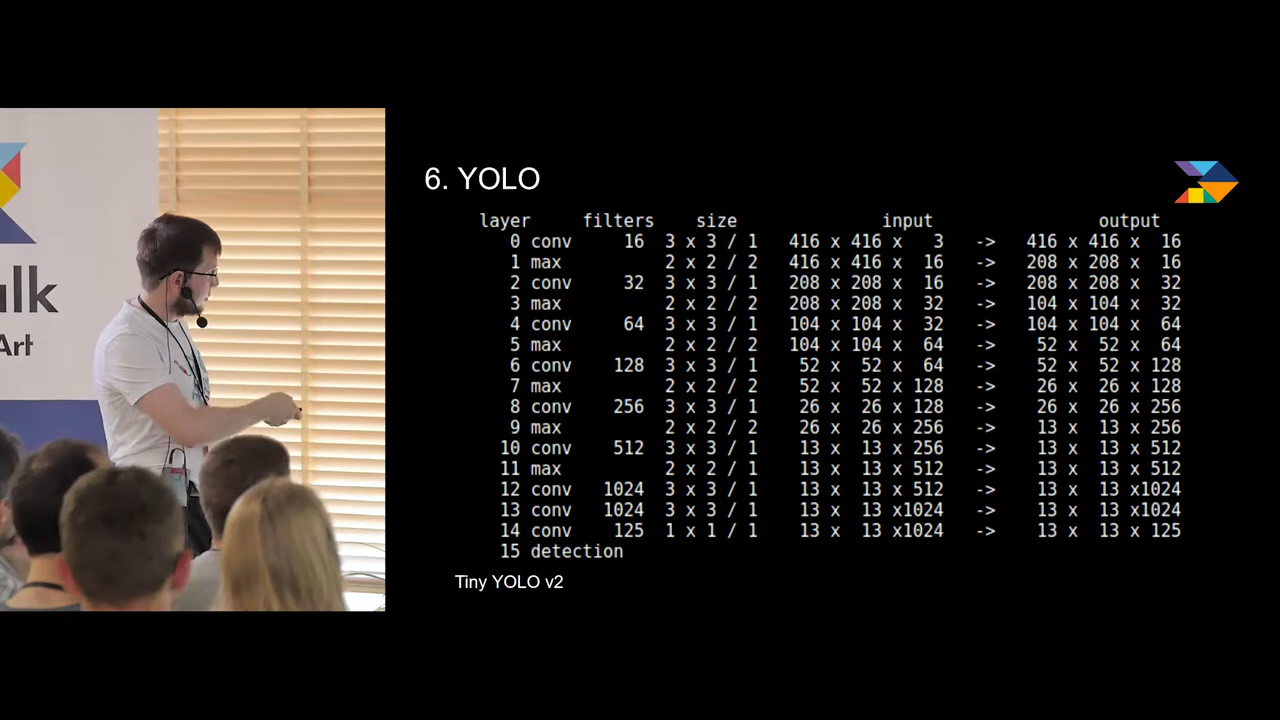 alk
Art
6. YOLO
layer filters size input output
0 conv 16 3 x 3 / 1 416 x 416 x 3 -> 416 x 416 x 16
1 max 2 x 2 / 2 416 x 416 x 16 -> 208 x 208 x 16
2 conv 32 3 x 3 / 1 208 x 208 x 16 -> 208 x 208 x 32
3 max 2 x 2 / 2 208 x 208 x 32 -> 104 x 104 x 32
4 conv 64 3 x 3 / 1 104 x 104 x 32 -> 104 x 104 x 64
5 max 2 x 2 / 2 104 x 104 x 64 -> 52 x 52 x 64
6 conv 128 3 x 3 / 1 52 x 52 x 64 -> 52 x 52 x 128
7 max 2 x 2 / 2 52 x 52 x 128 -> 26 x 26 x 128
8 conv 256 3 x 3 / 1 26 x 26 x 128 -> 26 x 26 x 256
9 max 2 x 2 / 2 26 x 26 x 256 -> 13 x 13 x 256
10 conv 512 3 x 3 / 1 13 x 13 x 256 -> 13 x 13 x 512
11 max 2 x 2 / 2 13 x 13 x 512 -> 13 x 13 x 512
12 conv 1024 3 x 3 / 1 13 x 13 x 512 -> 13 x 13 x1024
13 conv 1024 3 x 3 / 1 13 x 13 x1024 -> 13 x 13 x1024
14 conv 125 1 x 1 / 1 13 x 13 x1024 -> 13 x 13 x 125
15 detection
Tiny YOLO v2